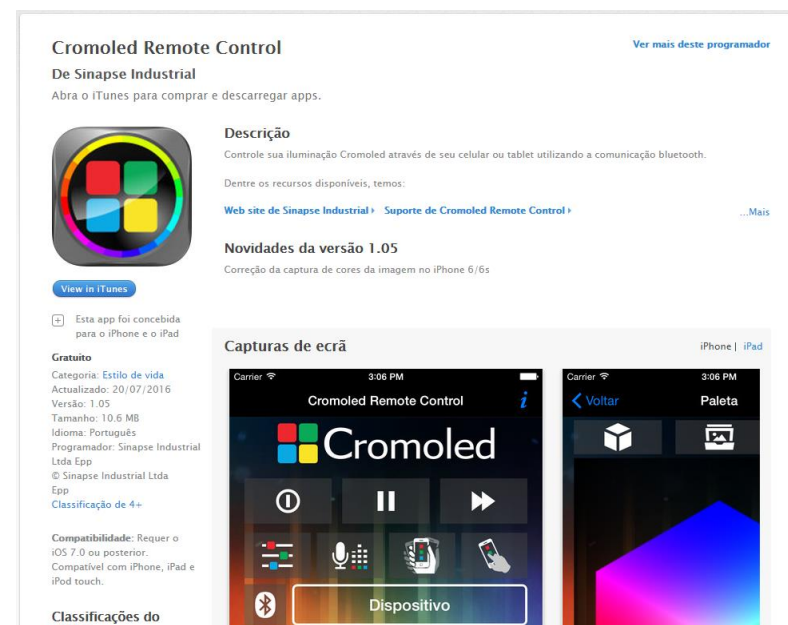 Cromoled Remote Control
Ver mais deste programador
De Sinapse Industrial
Abra o iTunes para comprar e descarregar apps.
Descrição
Controle sua iluminação Cromoled através de seu celular ou tablet utilizando a comunicação bluetooth.
Dentre os recursos disponíveis, temos:
Web site de Sinapse Industrial Suporte de Cromoled Remote Control
...Mais
Novidades da versão 1.05
Correção da captura de cores da imagem no iPhone 6/6s
View in iTunes
Esta app foi concebida
para o iPhone e o iPad
Gratuito
Categoria: Estilo de vida
Actualizado: 20/07/2016
Versão: 1.05
Tamanho: 10.6 MB
Idioma: Português
Programador: Sinapse Industrial
Ltda Epp
© Sinapse Industrial Ltda
Epp
Classificação de 4+
Compatibilidade: Requer o
iOS 7.0 ou posterior.
Compatível com iPhone, iPad e
iPod touch.
Classificações do
Capturas de ecrã
iPhone | iPad
Carrier 3:06 PM
Cromoled Remote Control i
Cromoled
Dispositivo
Carrier 3:06 PM
Voltar Paleta